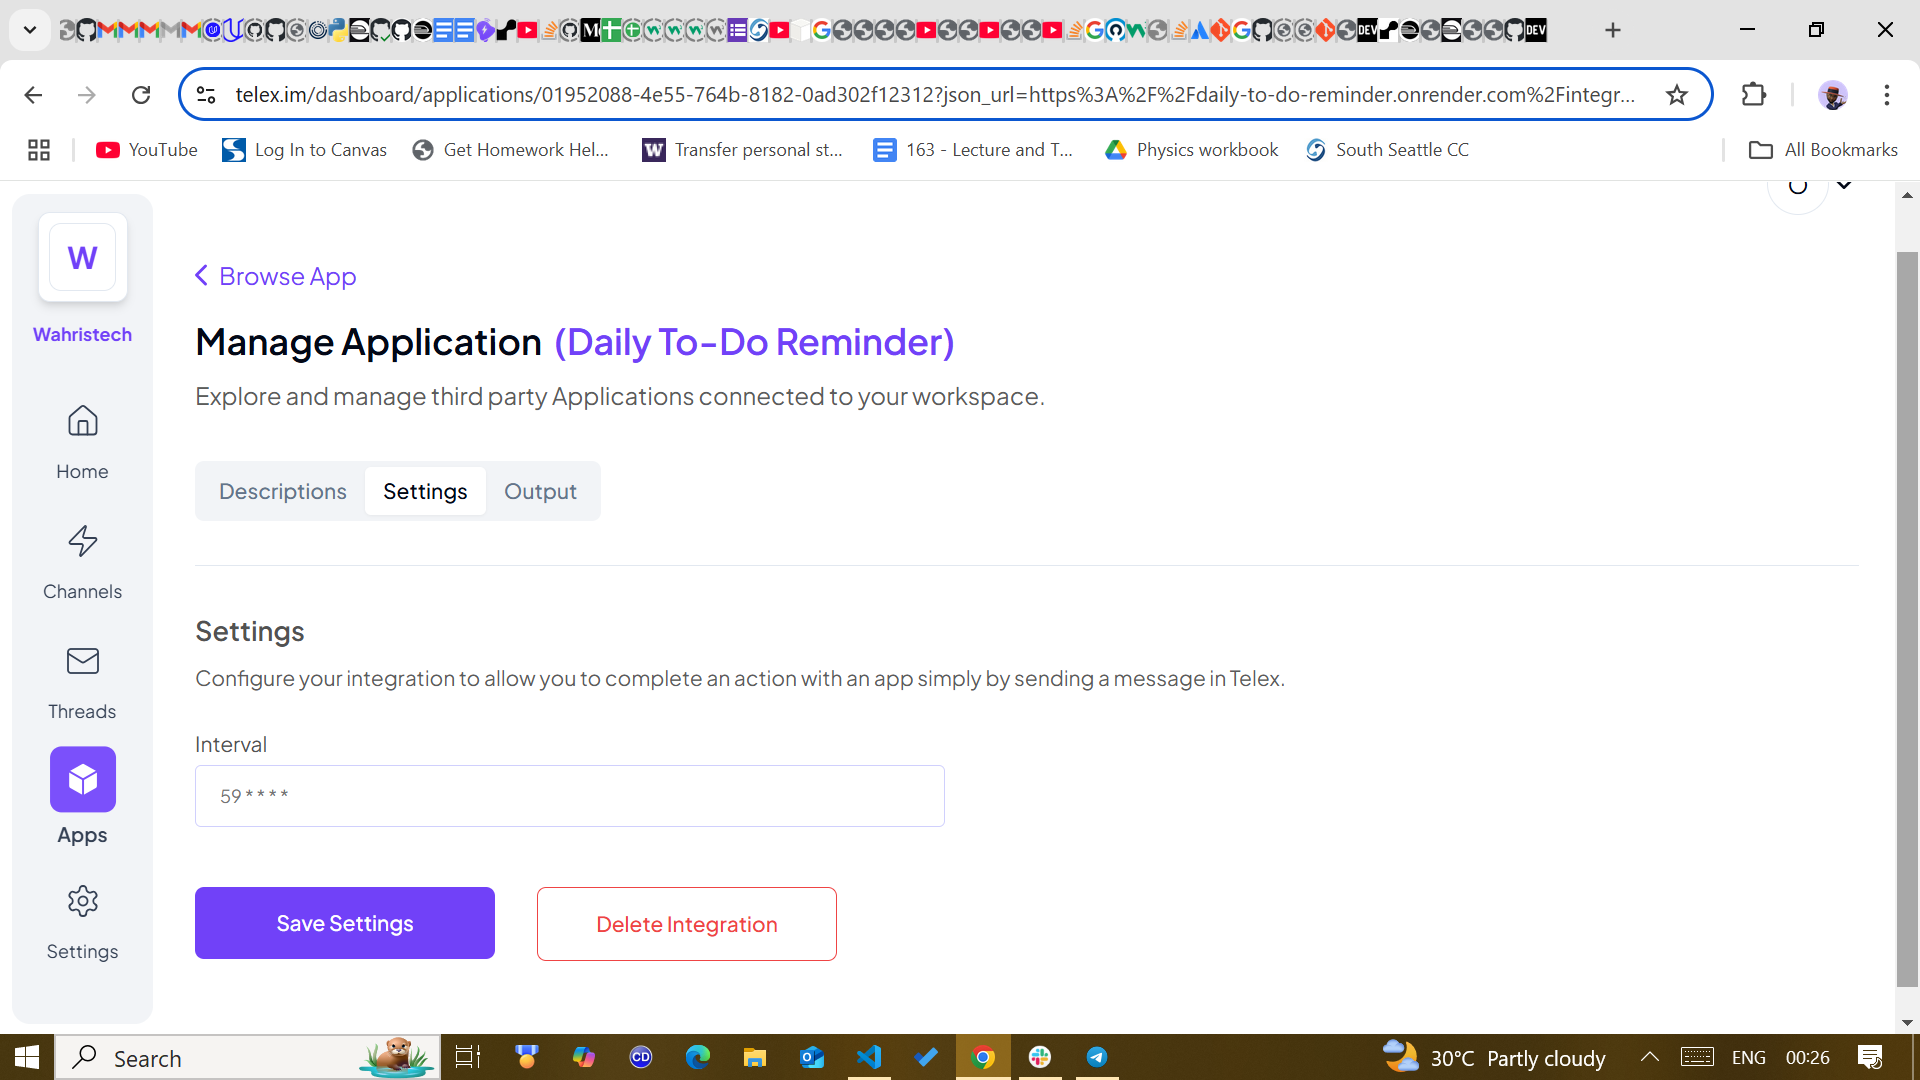 telex.im/dashboard/applications/01952088-4e55-764b-8182-0ad302f12312?json_url=https%3A%2F%2Fdaily-to-do-reminder.onrender.com%2Fintegr...
YouTube
Log In to Canvas
Get Homework Hel...
Transfer personal st...
163 - Lecture and T...
Physics workbook
South Seattle CC
All Bookmarks
W
Wahristech
Home
Channels
Threads
Apps
Settings
Browse App
Manage Application (Daily To-Do Reminder)
Explore and manage third party Applications connected to your workspace.
Descriptions
Settings
Output
Settings
Configure your integration to allow you to complete an action with an app simply by sending a message in Telex.
Interval
59 * * * *
Save Settings
Delete Integration
Search
30°C Partly cloudy
ENG
00:26